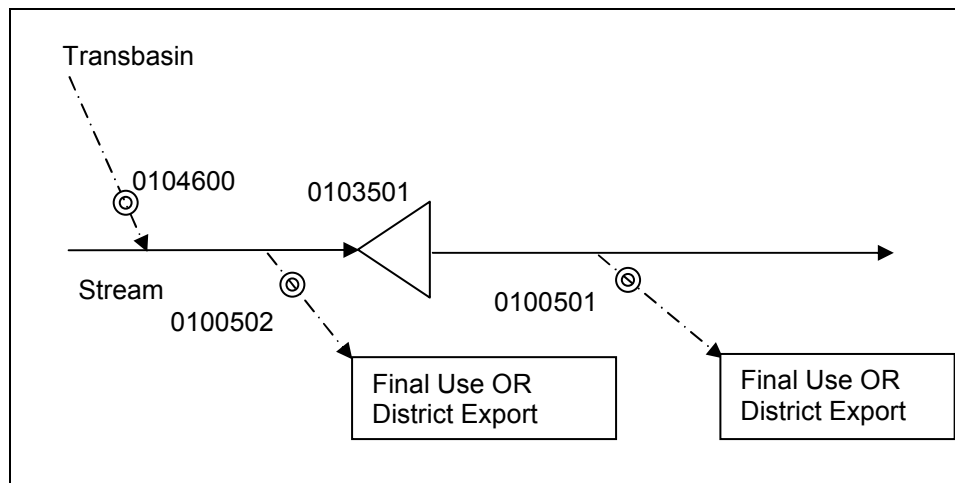 Transbasin
0104600
0103501
Stream
0100502
0100501
Final Use OR
District Export
Final Use OR
District Export